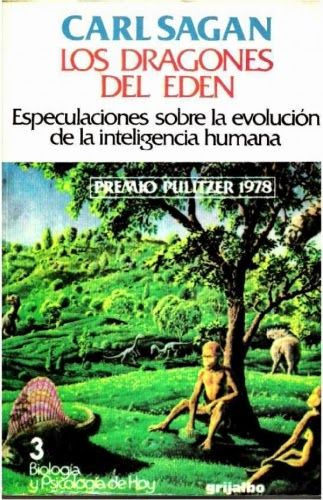 CARL SAGAN
LOS DRAGONES
DEL EDEN
Especulaciones sobre la evolución
de la inteligencia humana
PREMIO PULITZER 1978
3
Biología
y Psicología de Hoy
grijalbo